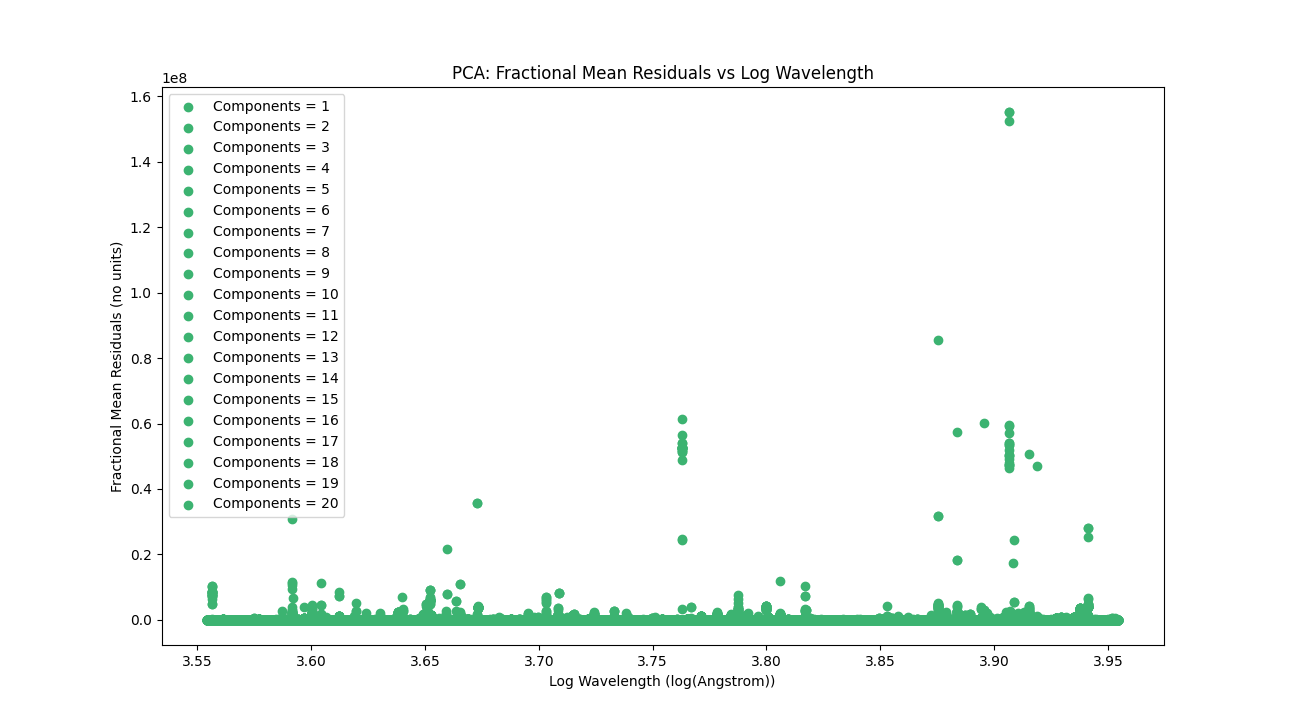 PCA: Fractional Mean Residuals vs Log Wavelength
1e8
1.6
1.4
1.2
1.0
0.8
0.6
0.4
0.2
0.0
Fractional Mean Residuals (no units)
Components = 1
Components = 2
Components = 3
Components = 4
Components = 5
Components = 6
Components = 7
Components = 8
Components = 9
Components = 10
Components = 11
Components = 12
Components = 13
Components = 14
Components = 15
Components = 16
Components = 17
Components = 18
Components = 19
Components = 20
3.55 3.60 3.65 3.70 3.75 3.80 3.85 3.90 3.95
Log Wavelength (log(Angstrom))